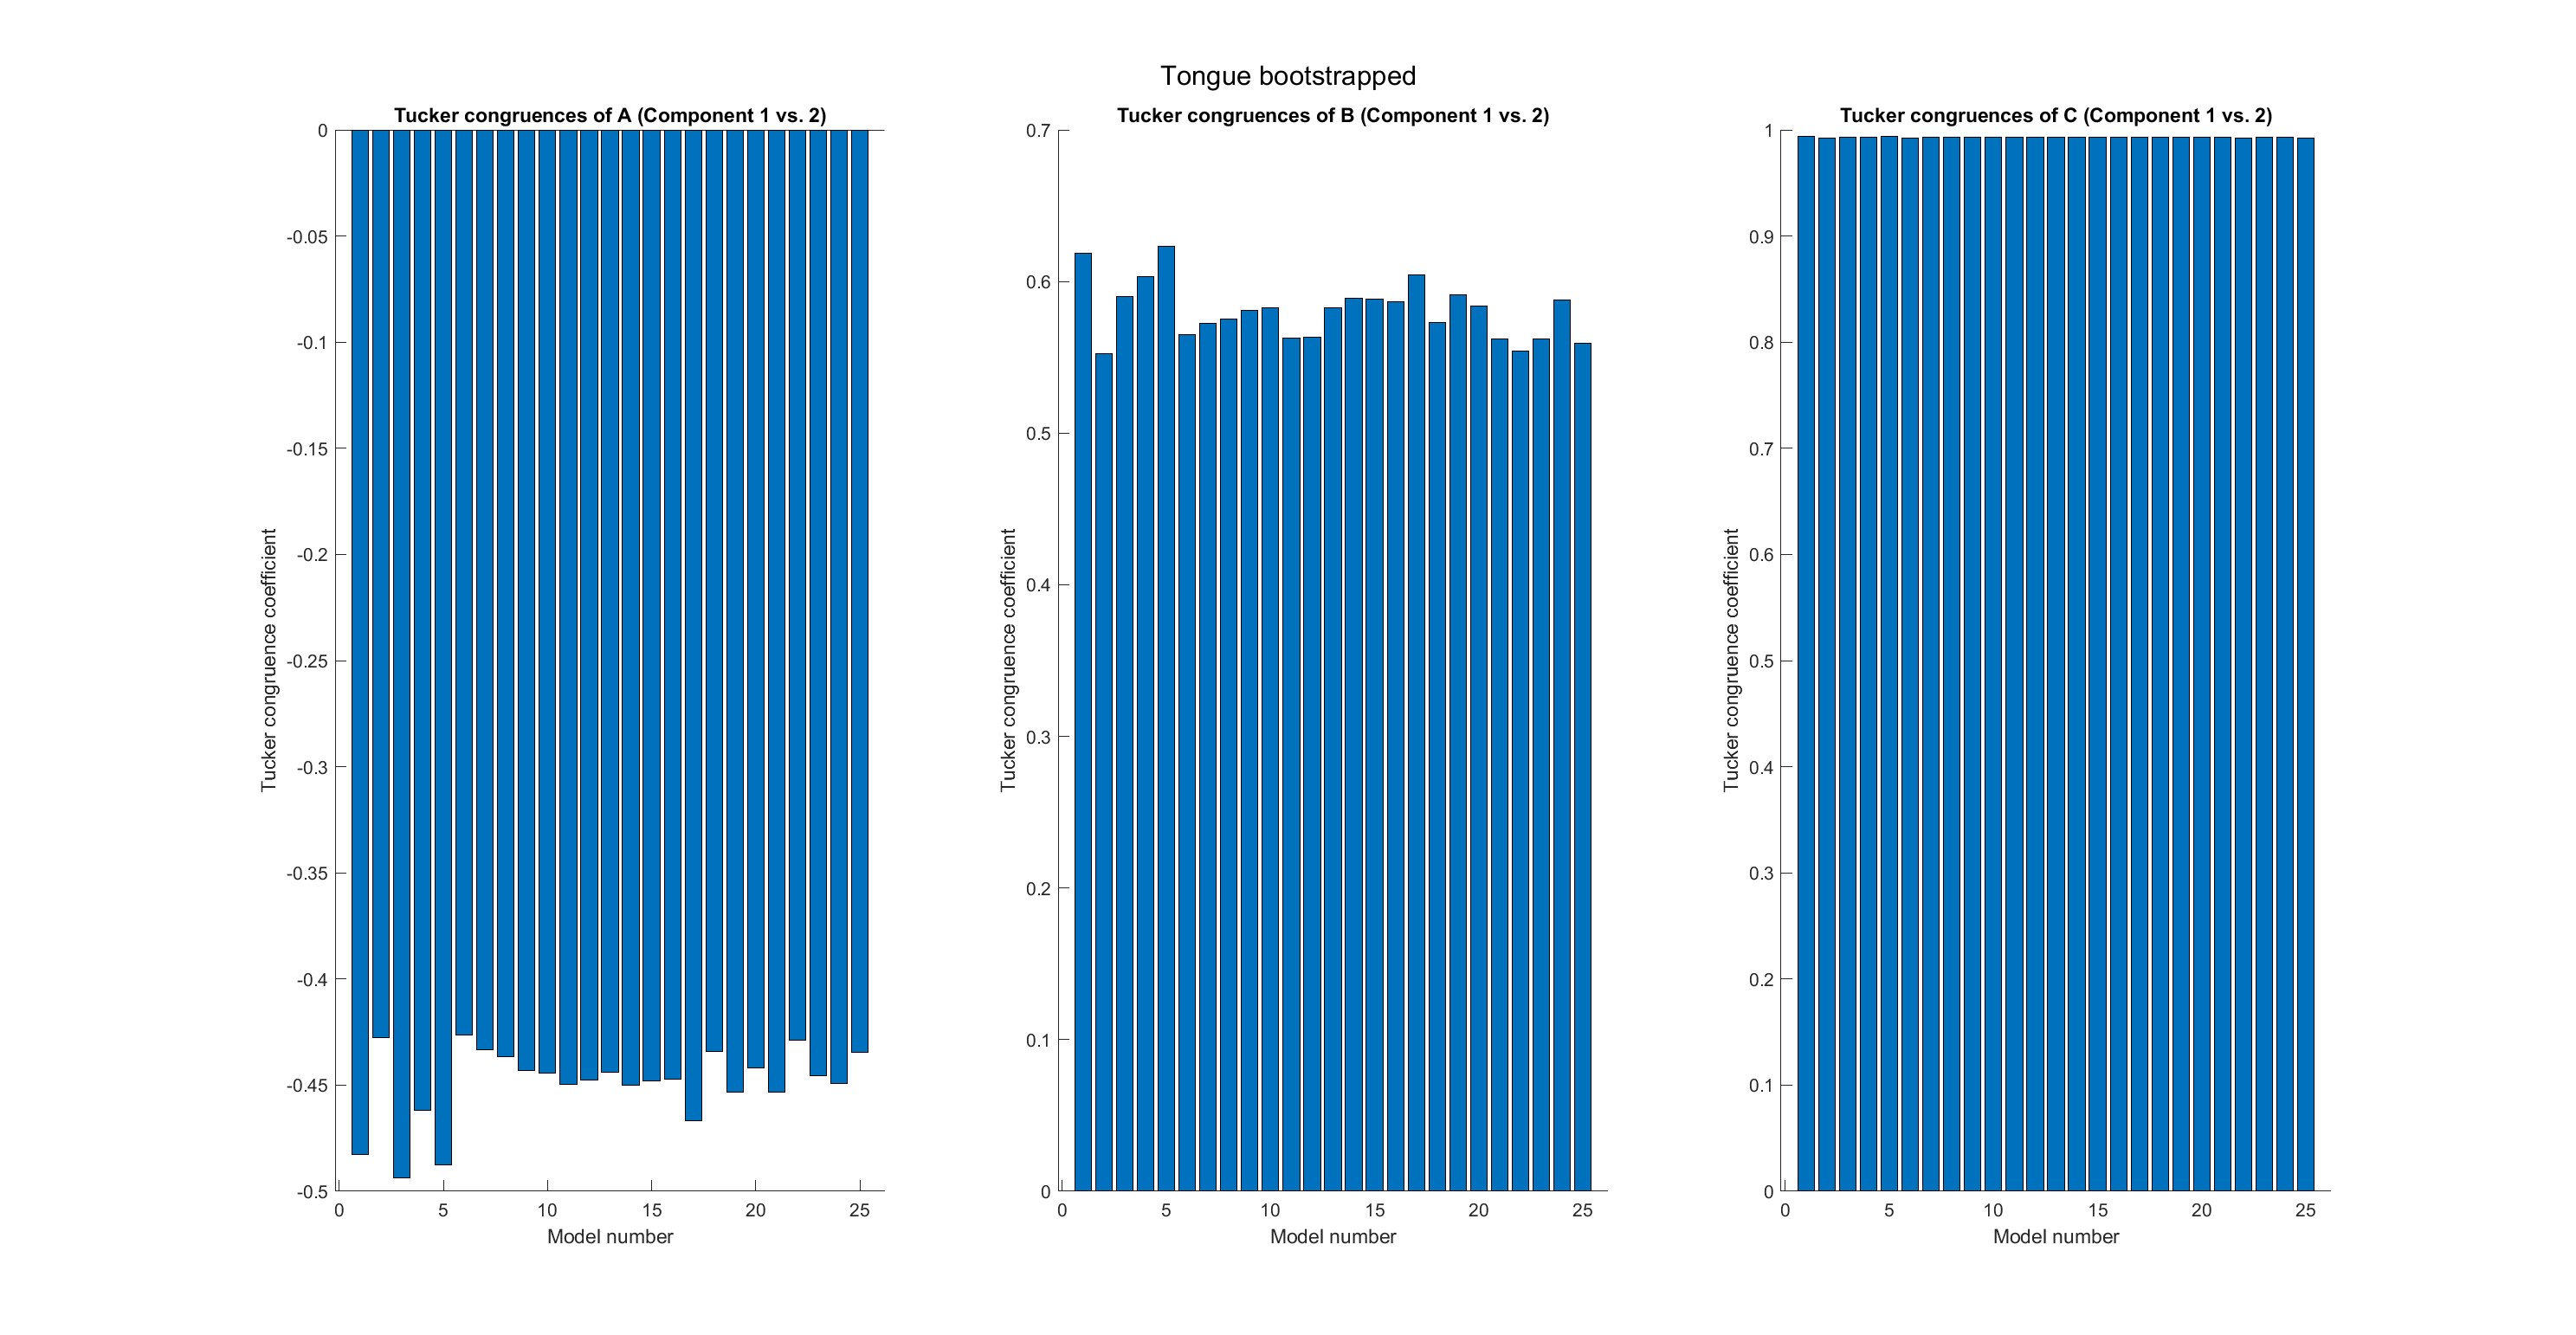 Tongue bootstrapped
Tucker congruences of A (Component 1 vs. 2)
0
-0.05
-0.1
-0.15
-0.2
-0.25
-0.3
-0.35
-0.4
-0.45
-0.5
Tucker congruence coefficient
0 5 10 15 20 25
Model number
Tucker congruences of B (Component 1 vs. 2)
0.7
0.6
0.5
0.4
0.3
0.2
0.1
0
Tucker congruence coefficient
0 5 10 15 20 25
Model number
Tucker congruences of C (Component 1 vs. 2)
1
0.9
0.8
0.7
0.6
0.5
0.4
0.3
0.2
0.1
0
Tucker congruence coefficient
0 5 10 15 20 25
Model number